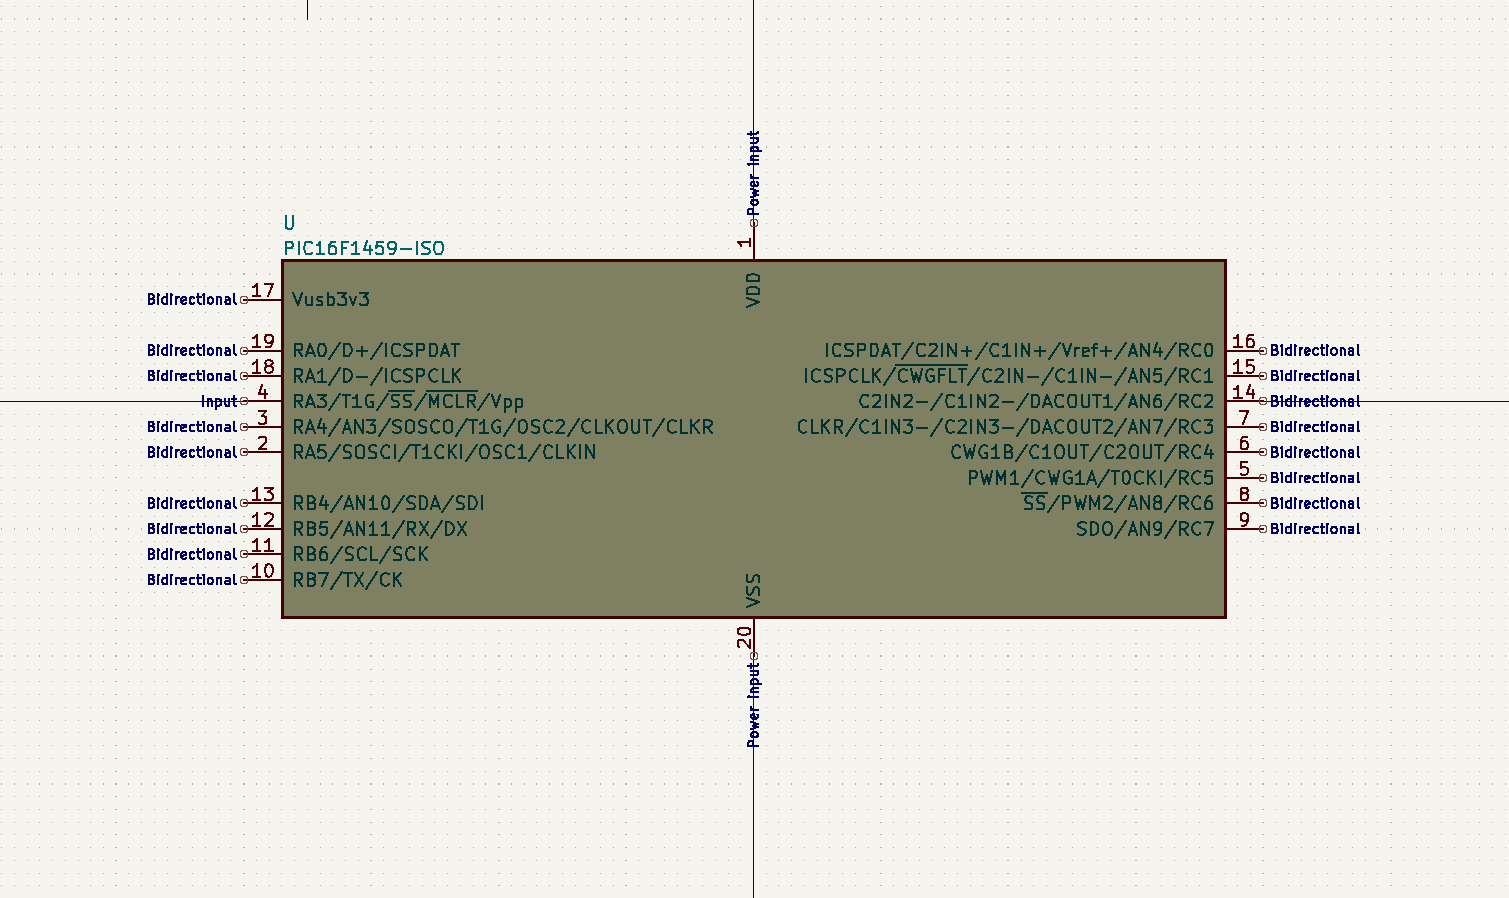 Power Input
1
VDD
U
PIC16F1459-ISO
Bidirectional 17 Vusb3v3
Bidirectional 19 RA0/D+/ICSPDAT
Bidirectional 18 RA1/D-/ICSPCLK
Input 4 RA3/T1G/SS/MCLR/Vpp
Bidirectional 3 RA4/AN3/SOSCO/T1G/OSC2/CLKOUT/CLKR
Bidirectional 2 RA5/SOSCI/T1CKI/OSC1/CLKIN
Bidirectional 13 RB4/AN10/SDA/SDI
Bidirectional 12 RB5/AN11/RX/DX
Bidirectional 11 RB6/SCL/SCK
Bidirectional 10 RB7/TX/CK
ICSPDAT/C2IN+/C1IN+/Vref+/AN4/RC0 16 Bidirectional
ICSPCLK/CWGFLT/C2IN-/C1IN-/AN5/RC1 15 Bidirectional
C2IN2-/C1IN2-/DACOUT1/AN6/RC2 14 Bidirectional
CLKR/C1IN3-/C2IN3-/DACOUT2/AN7/RC3 7 Bidirectional
CWG1B/C1OUT/C2OUT/RC4 6 Bidirectional
PWM1/CWG1A/T0CKI/RC5 5 Bidirectional
SS/PWM2/AN8/RC6 8 Bidirectional
SDO/AN9/RC7 9 Bidirectional
VSS
20
Power Input